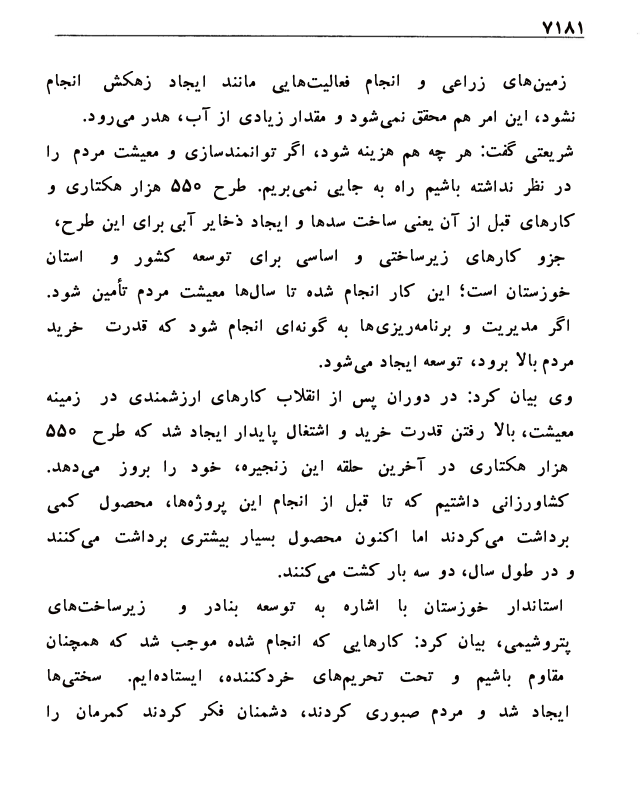 ۷۱۸۱
زمین‌های زراعی و انجام فعالیت‌هایی مانند ایجاد زهکش انجام
نشود، این امر هم محقق نمی‌شود و مقدار زیادی از آب، هدر می‌رود.
شریعتی گفت: هر چه هم هزینه شود، اگر توانمندسازی و معیشت مردم را
در نظر نداشته باشیم راه به جایی نمی‌بریم. طرح ۵۵۰ هزار هکتاری و
کارهای قبل از آن یعنی ساخت سدها و ایجاد ذخایر آبی برای این طرح،
جزو کارهای زیرساختی و اساسی برای توسعه کشور و استان
خوزستان است؛ این کار انجام شده تا سال‌ها معیشت مردم تأمین شود.
اگر مدیریت و برنامه‌ریزی‌ها به گونه‌ای انجام شود که قدرت خرید
مردم بالا برود، توسعه ایجاد می‌شود.
وی بیان کرد: در دوران پس از انقلاب کارهای ارزشمندی در زمینه
معیشت، بالا رفتن قدرت خرید و اشتغال پایدار ایجاد شد که طرح ۵۵۰
هزار هکتاری در آخرین حلقه این زنجیره، خود را بروز می‌دهد.
کشاورزانی داشتیم که تا قبل از انجام این پروژه‌ها، محصول کمی
برداشت می‌کردند اما اکنون محصول بسیار بیشتری برداشت می‌کنند
و در طول سال، دو سه بار کشت می‌کنند.
استاندار خوزستان با اشاره به توسعه بنادر و زیرساخت‌های
پتروشیمی، بیان کرد: کارهایی که انجام شده موجب شد که همچنان
مقاوم باشیم و تحت تحریم‌های خردکننده، ایستاده‌ایم. سختی‌ها
ایجاد شد و مردم صبوری کردند، دشمنان فکر کردند کمرمان را